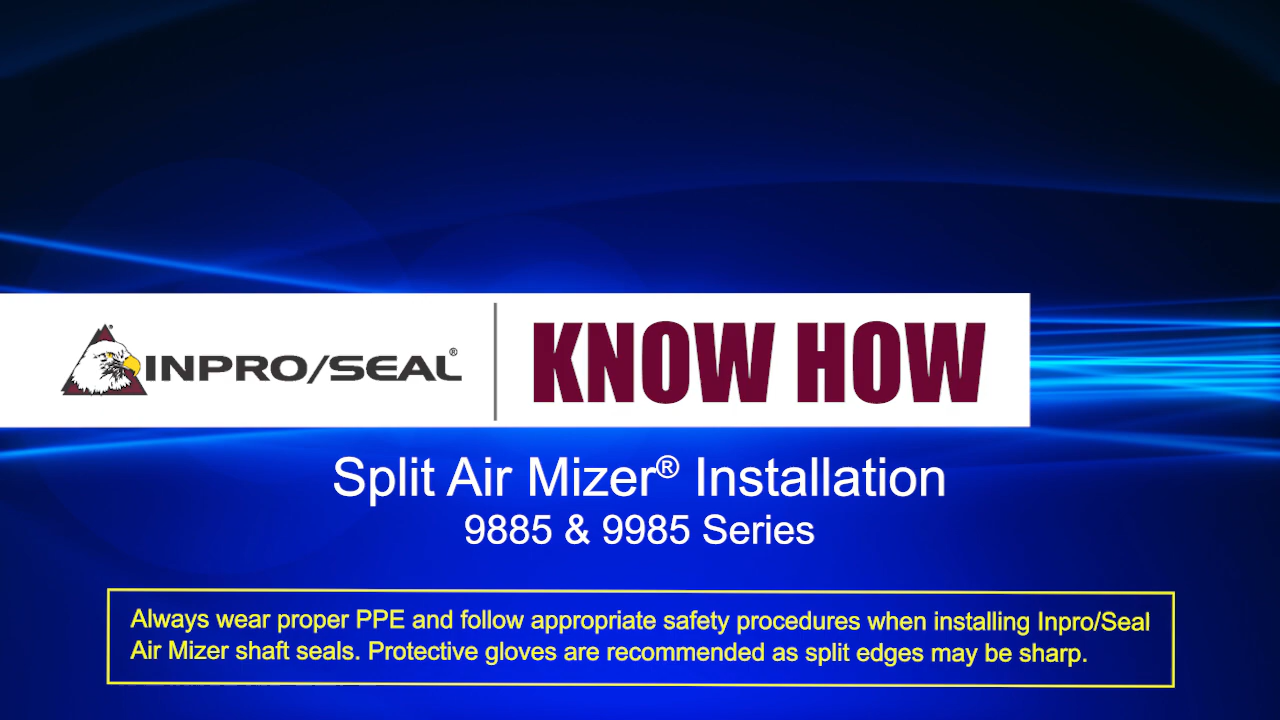 INPRO/SEAL®
KNOW HOW
Split Air Mizer® Installation
9885 & 9985 Series
Always wear proper PPE and follow appropriate safety procedures when installing Inpro/Seal
Air Mizer shaft seals. Protective gloves are recommended as split edges may be sharp.